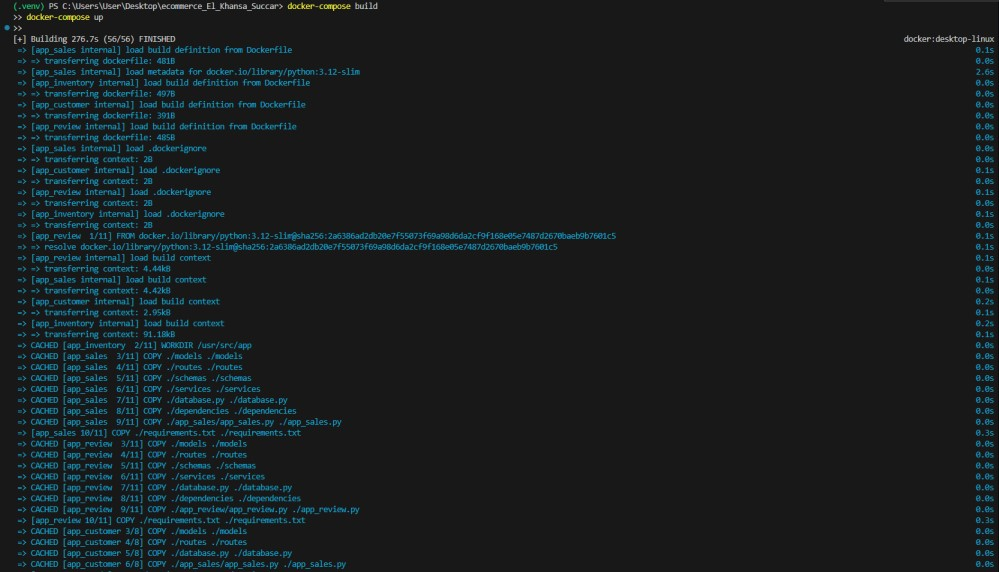 (.venv) PS C:\Users\User\Desktop\ecommerce_El_Khansa_Succar> docker-compose build
>> docker-compose up
>>
[+] Building 276.7s (56/56) FINISHED docker:desktop-linux
=> [app_sales internal] load build definition from Dockerfile 0.1s
=> => transferring dockerfile: 481B 0.0s
=> [app_sales internal] load metadata for docker.io/library/python:3.12-slim 2.6s
=> [app_inventory internal] load build definition from Dockerfile 0.0s
=> => transferring dockerfile: 497B 0.0s
=> [app_customer internal] load build definition from Dockerfile 0.0s
=> => transferring dockerfile: 391B 0.0s
=> [app_review internal] load build definition from Dockerfile 0.0s
=> => transferring dockerfile: 485B 0.0s
=> [app_sales internal] load .dockerignore 0.0s
=> => transferring context: 2B 0.0s
=> [app_customer internal] load .dockerignore 0.1s
=> => transferring context: 2B 0.0s
=> [app_review internal] load .dockerignore 0.1s
=> => transferring context: 2B 0.0s
=> [app_inventory internal] load .dockerignore 0.1s
=> => transferring context: 2B 0.0s
=> [app_review 1/11] FROM docker.io/library/python:3.12-slim@sha256:2a6386ad2db20e7f55073f69a98d6da2cf9f168e05e7487d2670baeb9b7601c5 0.1s
=> => resolve docker.io/library/python:3.12-slim@sha256:2a6386ad2db20e7f55073f69a98d6da2cf9f168e05e7487d2670baeb9b7601c5 0.1s
=> [app_review internal] load build context 0.1s
=> => transferring context: 4.44kB 0.0s
=> [app_sales internal] load build context 0.1s
=> => transferring context: 4.42kB 0.0s
=> [app_customer internal] load build context 0.2s
=> => transferring context: 2.95kB 0.1s
=> [app_inventory internal] load build context 0.2s
=> => transferring context: 91.18kB 0.1s
=> CACHED [app_inventory 2/11] WORKDIR /usr/src/app 0.0s
=> CACHED [app_sales 3/11] COPY ./models ./models 0.0s
=> CACHED [app_sales 4/11] COPY ./routes ./routes 0.0s
=> CACHED [app_sales 5/11] COPY ./schemas ./schemas 0.0s
=> CACHED [app_sales 6/11] COPY ./services ./services 0.0s
=> CACHED [app_sales 7/11] COPY ./database.py ./database.py 0.0s
=> CACHED [app_sales 8/11] COPY ./dependencies ./dependencies 0.0s
=> CACHED [app_sales 9/11] COPY ./app_sales/app_sales.py ./app_sales.py 0.0s
=> [app_sales 10/11] COPY ./requirements.txt ./requirements.txt 0.3s
=> CACHED [app_review 3/11] COPY ./models ./models 0.0s
=> CACHED [app_review 4/11] COPY ./routes ./routes 0.0s
=> CACHED [app_review 5/11] COPY ./schemas ./schemas 0.0s
=> CACHED [app_review 6/11] COPY ./services ./services 0.0s
=> CACHED [app_review 7/11] COPY ./database.py ./database.py 0.0s
=> CACHED [app_review 8/11] COPY ./dependencies ./dependencies 0.0s
=> CACHED [app_review 9/11] COPY ./app_review/app_review.py ./app_review.py 0.0s
=> [app_review 10/11] COPY ./requirements.txt ./requirements.txt 0.3s
=> CACHED [app_customer 3/8] COPY ./models ./models 0.0s
=> CACHED [app_customer 4/8] COPY ./routes ./routes 0.0s
=> CACHED [app_customer 5/8] COPY ./database.py ./database.py 0.0s
=> CACHED [app_customer 6/8] COPY ./app_sales/app_sales.py ./app_sales.py 0.0s